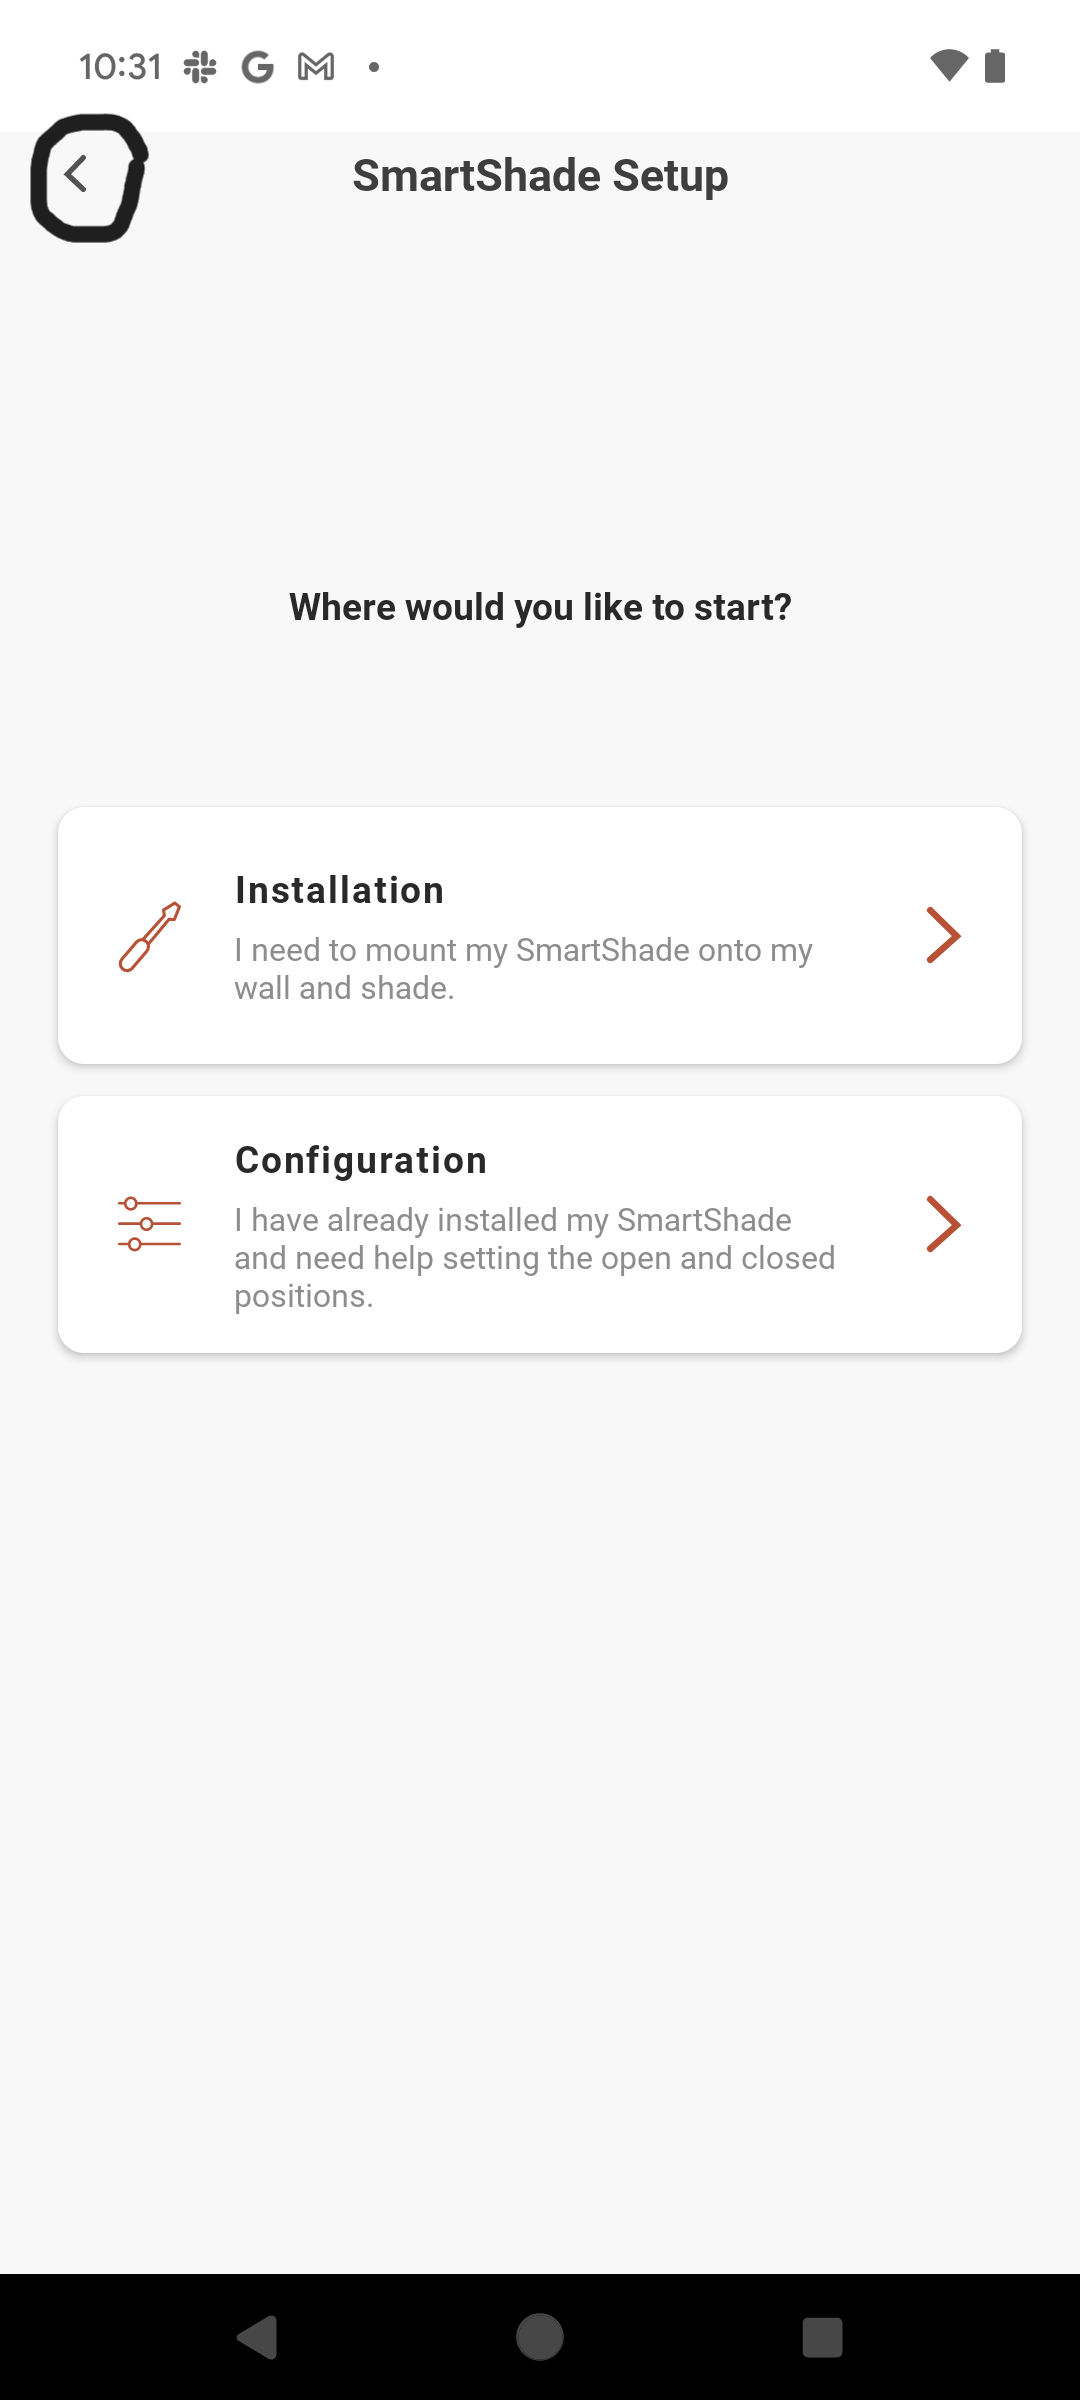 10:31
SmartShade Setup
Where would you like to start?
Installation
I need to mount my SmartShade onto my
wall and shade.
Configuration
I have already installed my SmartShade
and need help setting the open and closed
positions.